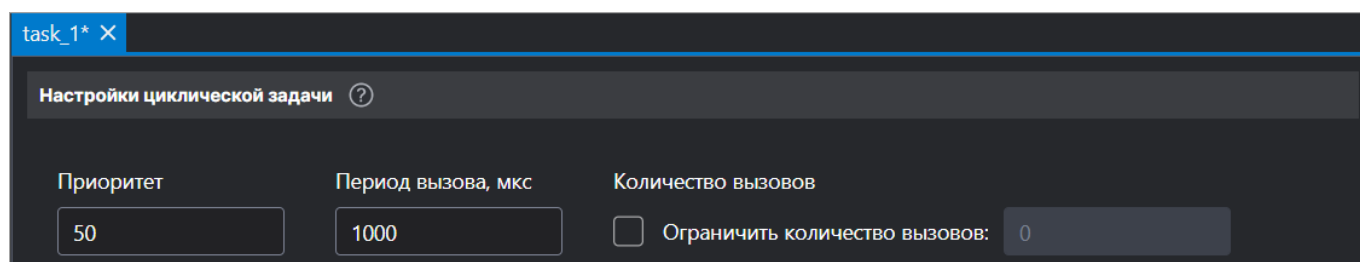 task_1*
Настройки циклической задачи ?
Приоритет Период вызова, мкс Количество вызовов
50 1000 Ограничить количество вызовов: 0